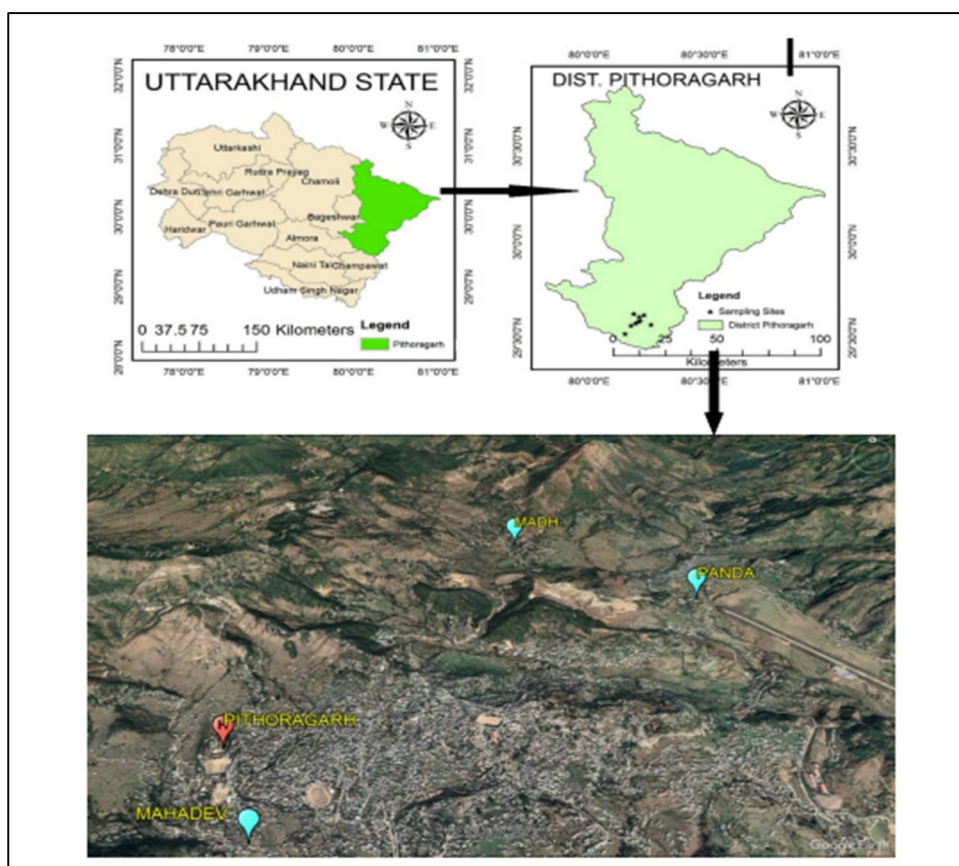 78°0'0"E 79°0'0"E 80°0'0"E 81°0'0"E
UTTARAKHAND STATE
N
W E
S
Uttarkashi
Rudra Prayag
Chamoli
Dehra Dun Tehri Garhwal
Pauri Garhwal
Bageshwar
Haridwar
Almora
Naini Tal Champawat
Udham Singh Nagar
0 37.5 75 150 Kilometers
Legend
Pithoragarh
32°0'0"N
31°0'0"N
30°0'0"N
29°0'0"N
28°0'0"N
32°0'0"N
31°0'0"N
30°0'0"N
29°0'0"N
28°0'0"N
78°0'0"E 79°0'0"E 80°0'0"E 81°0'0"E
80°0'0"E 80°30'0"E 81°0'0"E
DIST. PITHORAGARH
N
W E
S
30°30'0"N
30°0'0"N
29°30'0"N
30°30'0"N
30°0'0"N
29°30'0"N
Legend
Sampling Sites
District Pithoragarh
0 25 50 100
Kilometers
80°0'0"E 80°30'0"E 81°0'0"E
MADH
PANDA
PITHORAGARH
MAHADEV
Google Earth